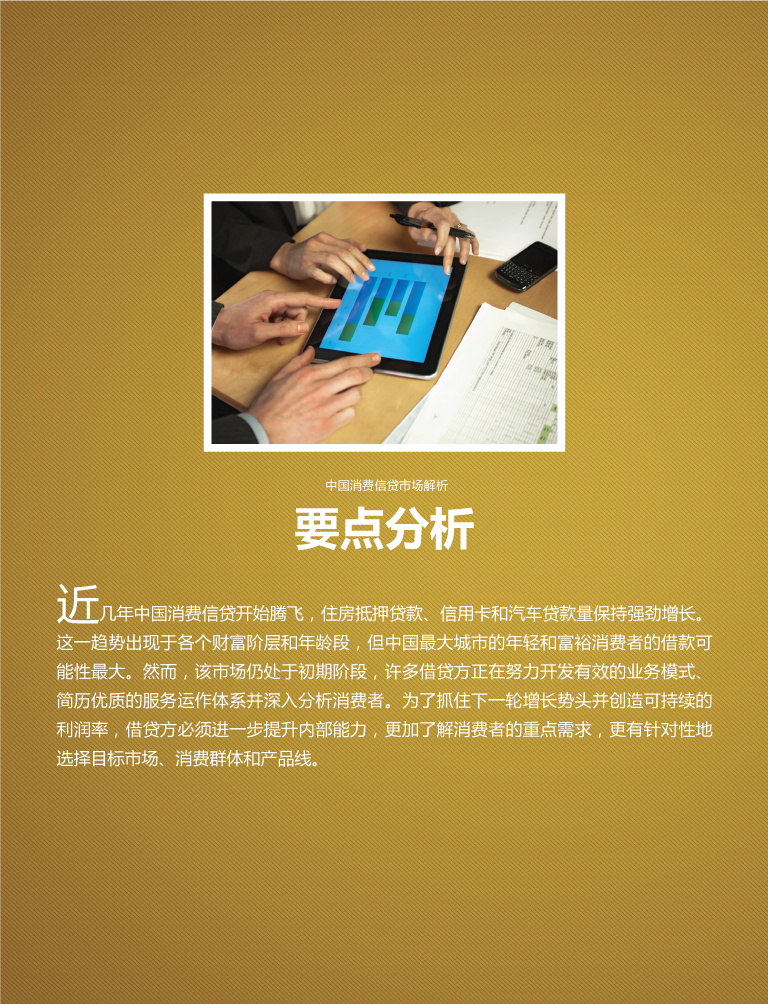 中国消费信贷市场解析
要点分析
近几年中国消费信贷开始腾飞，住房抵押贷款、信用卡和汽车贷款量保持强劲增长。
这一趋势出现于各个财富阶层和年龄段，但中国最大城市的年轻和富裕消费者的借款可
能性最大。然而，该市场仍处于初期阶段，许多借贷方正在努力开发有效的业务模式、
简历优质的服务运作体系并深入分析消费者。为了抓住下一轮增长势头并创造可持续的
利润率，借贷方必须进一步提升内部能力，更加了解消费者的重点需求，更有针对性地
选择目标市场、消费群体和产品线。